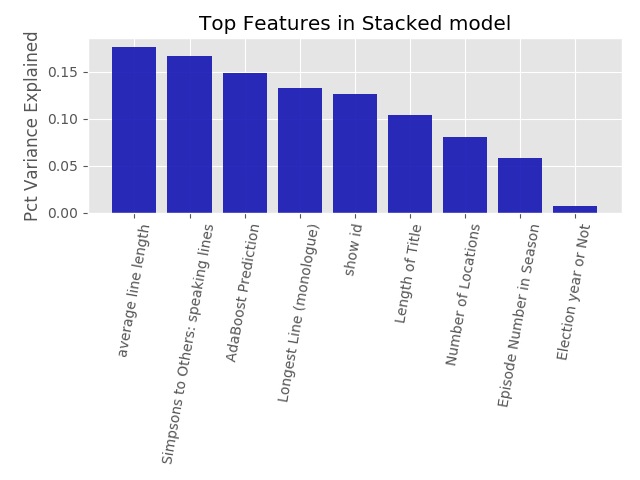 Top Features in Stacked model
Pct Variance Explained
0.15
0.10
0.05
0.00
average line length
Simpsons to Others: speaking lines
AdaBoost Prediction
Longest Line (monologue)
show id
Length of Title
Number of Locations
Episode Number in Season
Election year or Not